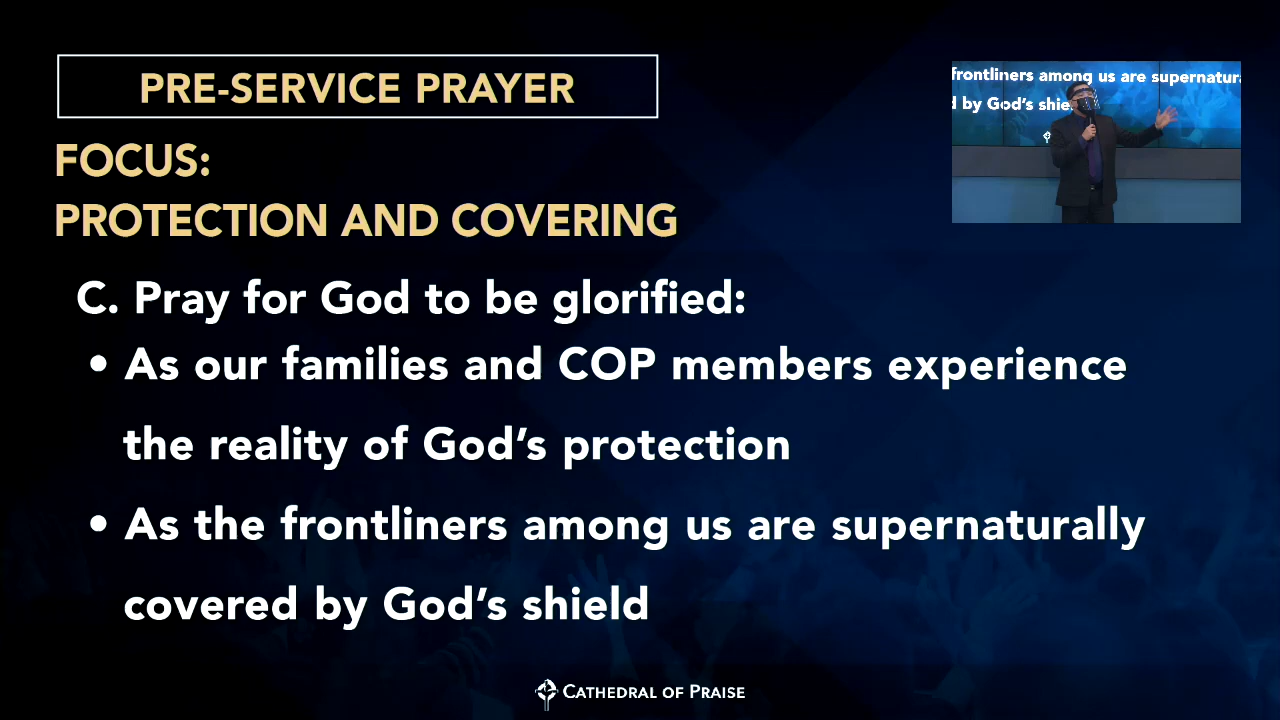 PRE-SERVICE PRAYER
FOCUS:
PROTECTION AND COVERING
C. Pray for God to be glorified:
• As our families and COP members experience
the reality of God's protection
• As the frontliners among us are supernaturally
covered by God's shield
frontliners among us are supernatura
d by God's shie
CATHEDRAL OF PRAISE